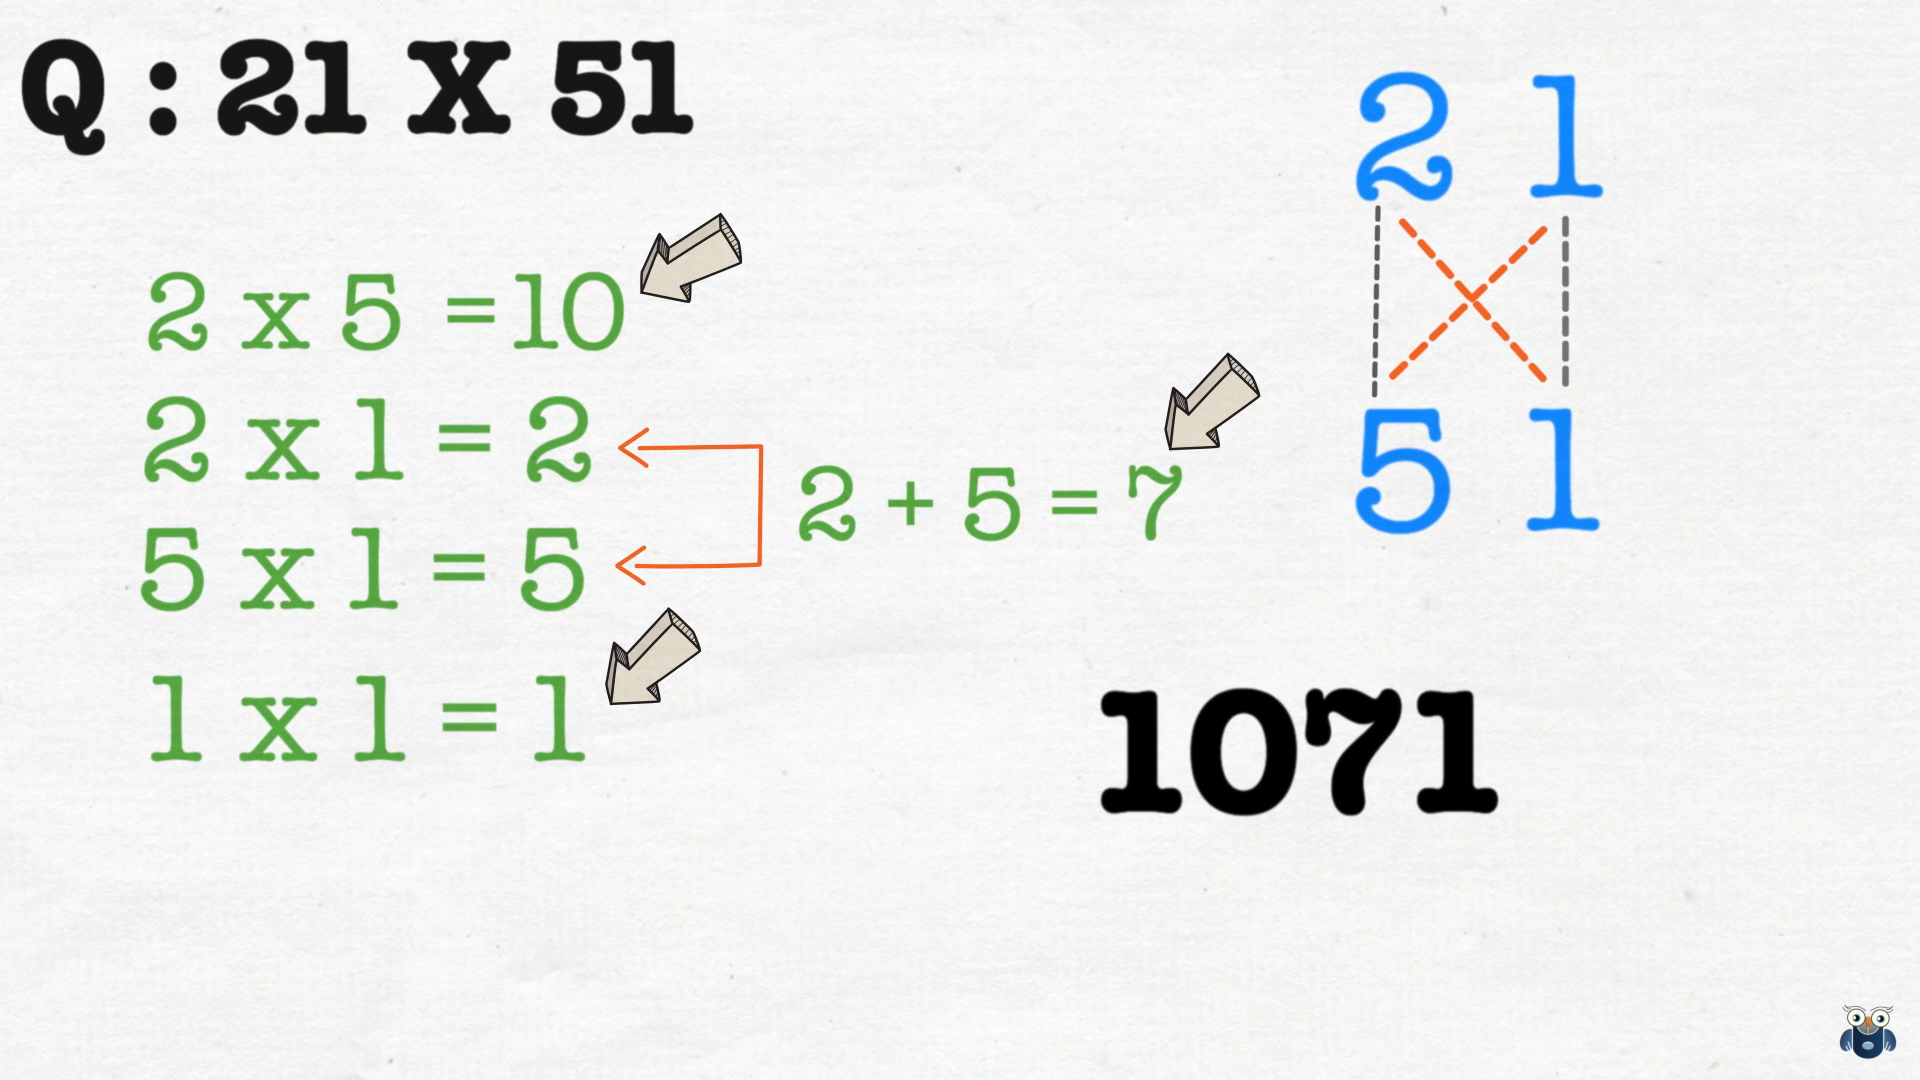 Q : 21 X 51
2 1
5 1
2 x 5 = 10
2 x 1 = 2
5 x 1 = 5
2 + 5 = 7
1 x 1 = 1
1071